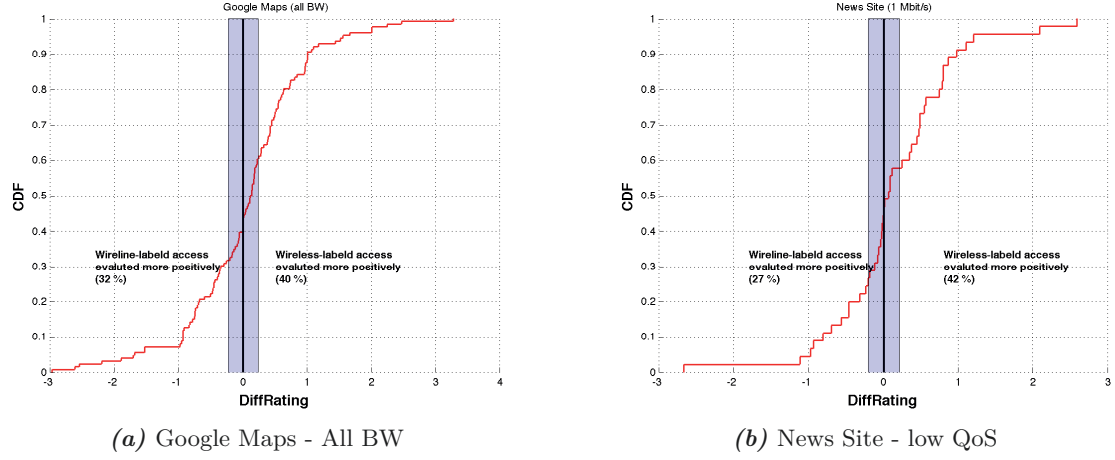 Google Maps (all BW)
1
0.9
0.8
0.7
0.6
0.5
0.4
0.3
0.2
0.1
0
CDF
Wireline-labeld access
evaluted more positively
(32 %)
Wireless-labeld access
evaluted more positively
(40 %)
-3
-2
-1
0
1
2
3
4
DiffRating
(a) Google Maps - All BW
News Site (1 Mbit/s)
1
0.9
0.8
0.7
0.6
0.5
0.4
0.3
0.2
0.1
0
CDF
Wireline-labeld access
evaluted more positively
(27 %)
Wireless-labeld access
evaluted more positively
(42 %)
-3
-2
-1
0
1
2
3
DiffRating
(b) News Site - low QoS